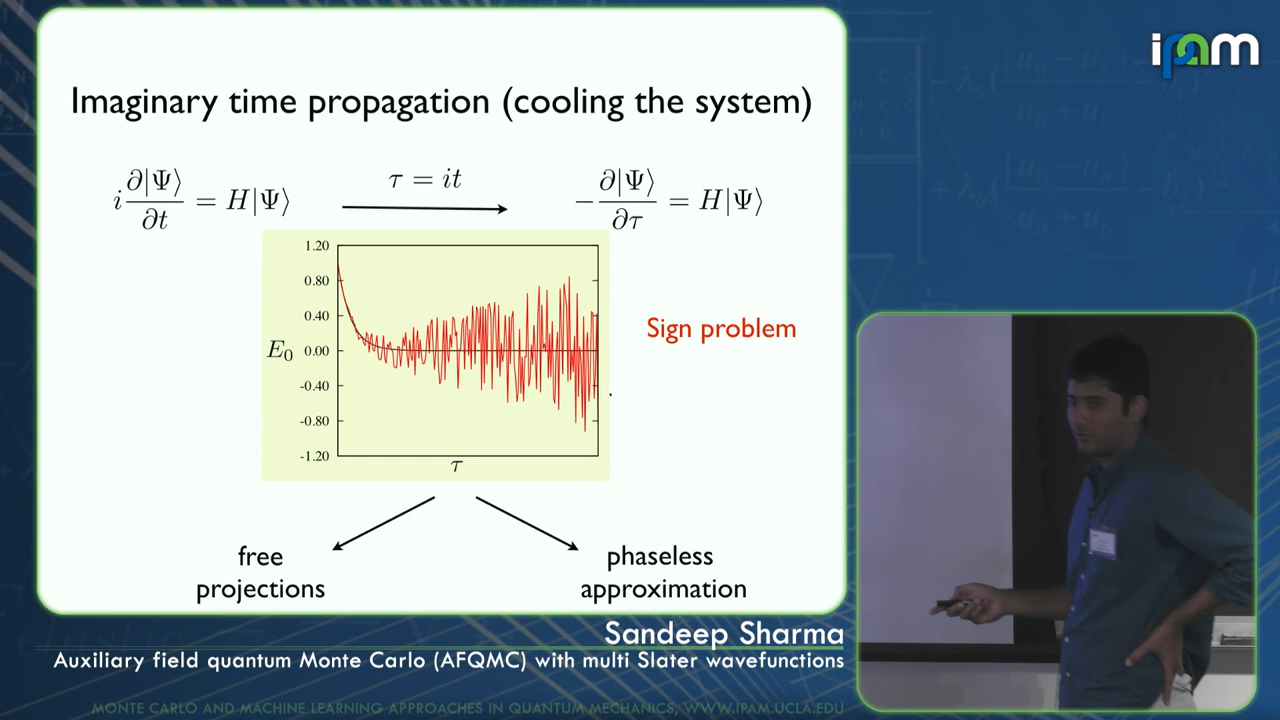 ipam
Imaginary time propagation (cooling the system)
i ∂|Ψ⟩/∂t = H|Ψ⟩
τ = it
−∂|Ψ⟩/∂τ = H|Ψ⟩
1.20
0.80
0.40
E₀ 0.00
-0.40
-0.80
-1.20
τ
Sign problem
free
projections
phaseless
approximation
Sandeep Sharma
Auxiliary field quantum Monte Carlo (AFQMC) with multi Slater wavefunctions
MONTE CARLO AND MACHINE LEARNING APPROACHES IN QUANTUM MECHANICS, WWW.IPAM.UCLA.EDU